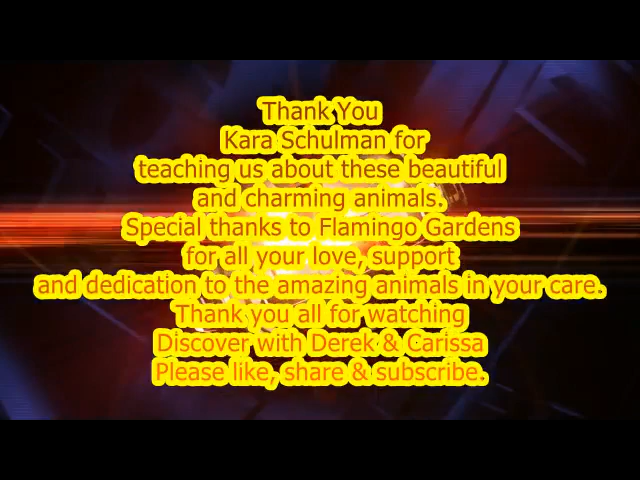 Thank You
Kara Schulman for
teaching us about these beautiful
and charming animals.
Special thanks to Flamingo Gardens
for all your love, support
and dedication to the amazing animals in your care.
Thank you all for watching
Discover with Derek & Carissa
Please like, share & subscribe.